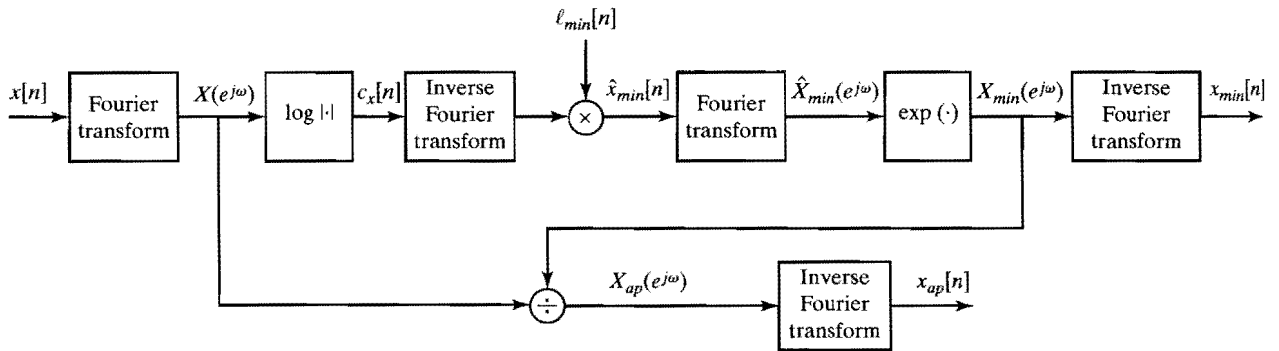 ℓ_min[n]
x[n]
Fourier
transform
X(e^{jω})
log |·|
c_x[n]
Inverse
Fourier
transform
×
x̂_min[n]
Fourier
transform
X̂_min(e^{jω})
exp (·)
X_min(e^{jω})
Inverse
Fourier
transform
x_min[n]
÷
X_ap(e^{jω})
Inverse
Fourier
transform
x_ap[n]